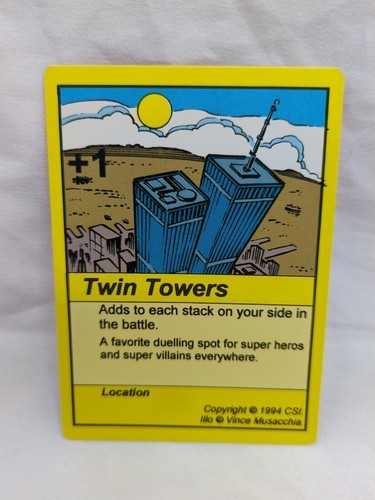 +1
Twin Towers
Adds to each stack on your side in
the battle.
A favorite duelling spot for super heros
and super villains everywhere.
Location
Copyright © 1994 CSI.
Illo © Vince Musacchia.